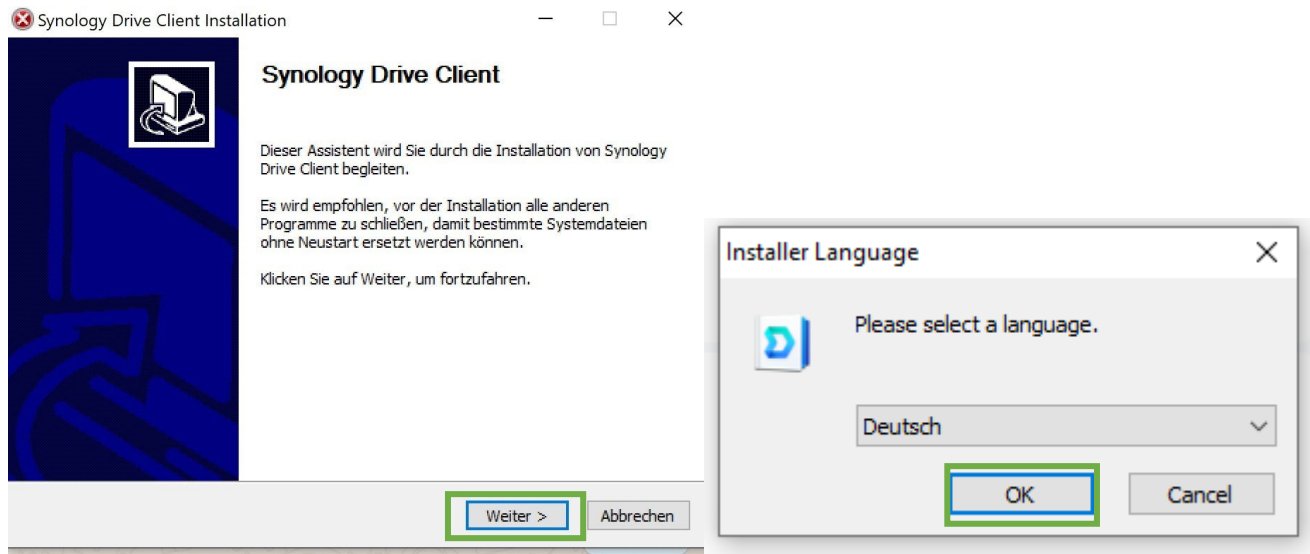 Synology Drive Client Installation
Synology Drive Client
Dieser Assistent wird Sie durch die Installation von Synology
Drive Client begleiten.
Es wird empfohlen, vor der Installation alle anderen
Programme zu schließen, damit bestimmte Systemdateien
ohne Neustart ersetzt werden können.
Klicken Sie auf Weiter, um fortzufahren.
Weiter >
Abbrechen
Installer Language
Please select a language.
Deutsch
OK
Cancel